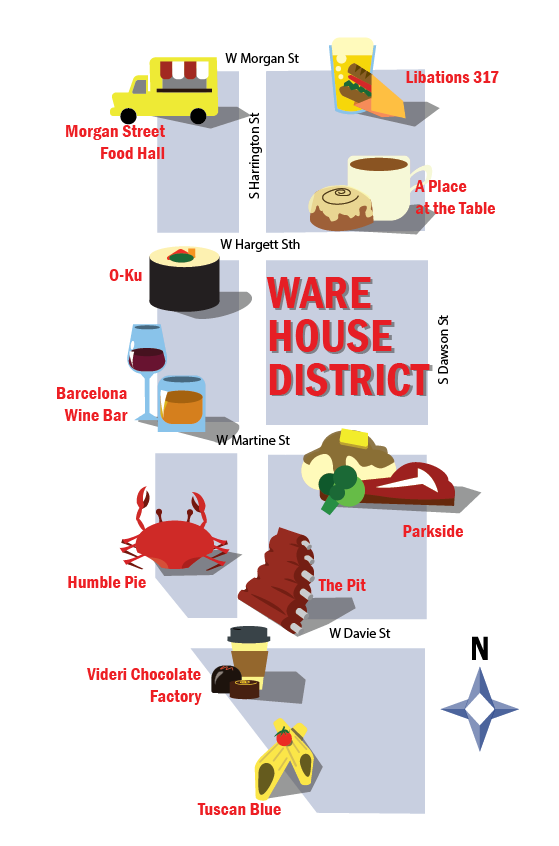 W Morgan St
Libations 317
Morgan Street
Food Hall
S Harrington St
A Place
at the Table
W Hargett Sth
O-Ku
WARE
HOUSE
DISTRICT
S Dawson St
Barcelona
Wine Bar
W Martine St
Parkside
Humble Pie
The Pit
W Davie St
N
Videri Chocolate
Factory
Tuscan Blue